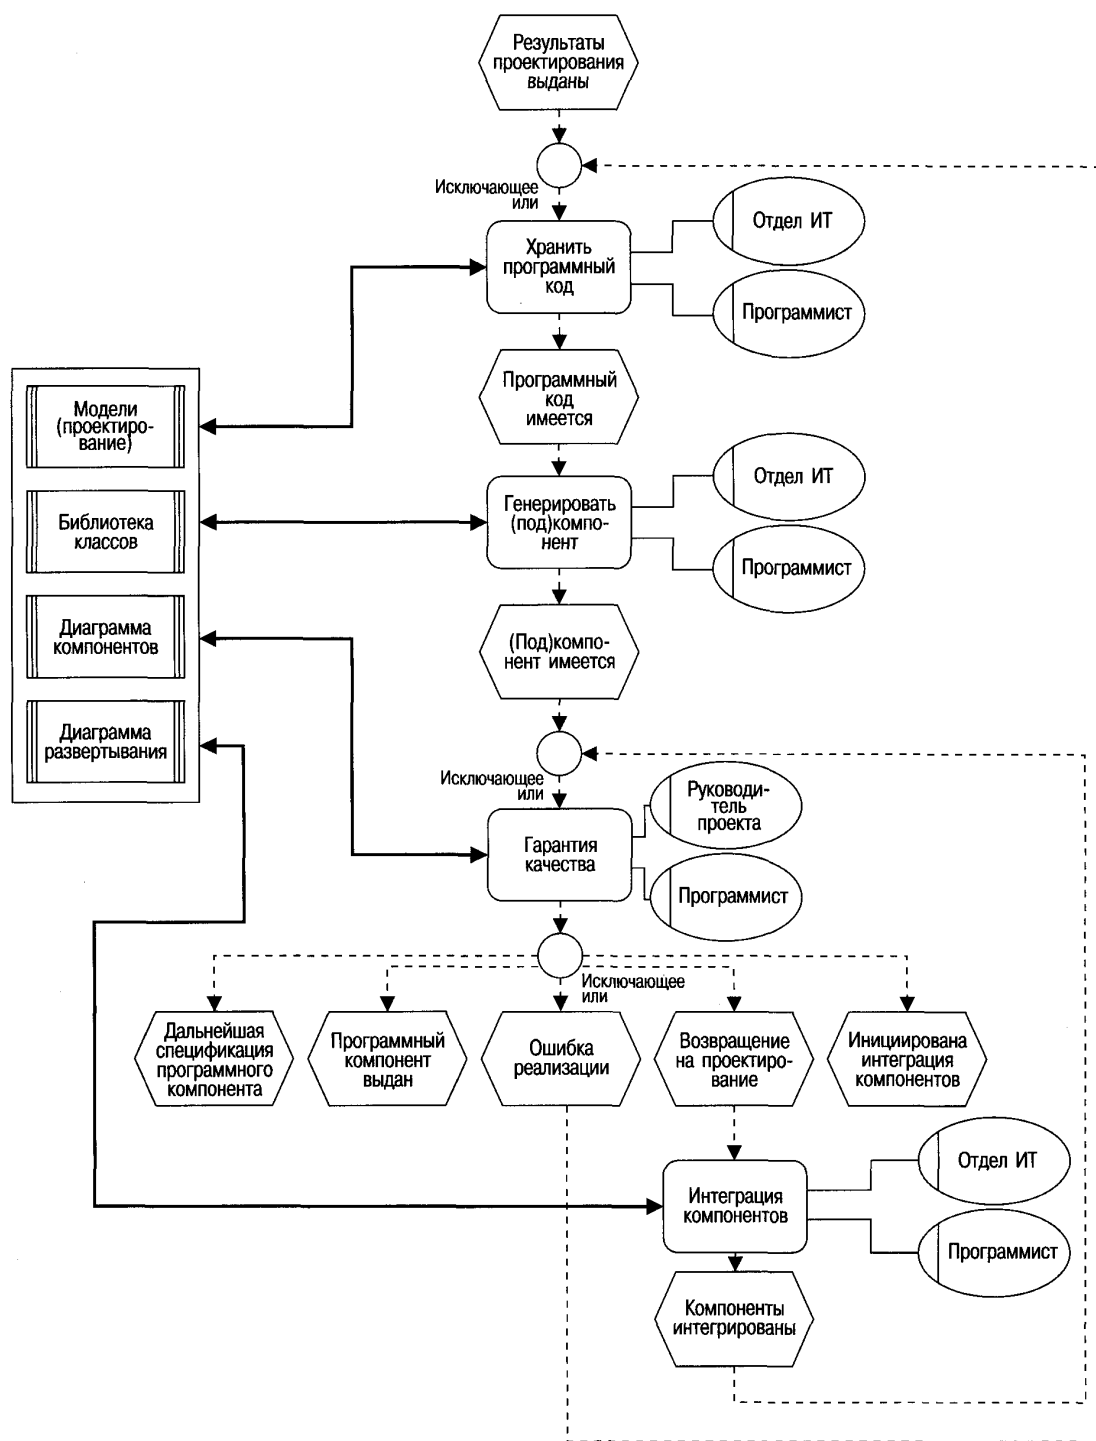 Результаты
проектирования
выданы
Исключающее
или
Хранить
программный
код
Отдел ИТ
Программист
Программный
код
имеется
Модели
(проектиро-
вание)
Библиотека
классов
Диаграмма
компонентов
Диаграмма
развертывания
Генерировать
(под)компо-
нент
Отдел ИТ
Программист
(Под)компо-
нент имеется
Исключающее
или
Гарантия
качества
Руководи-
тель
проекта
Программист
Исключающее
или
Дальнейшая
спецификация
программного
компонента
Программный
компонент
выдан
Ошибка
реализации
Возвращение
на проектиро-
вание
Инициирована
интеграция
компонентов
Интеграция
компонентов
Отдел ИТ
Программист
Компоненты
интегрированы